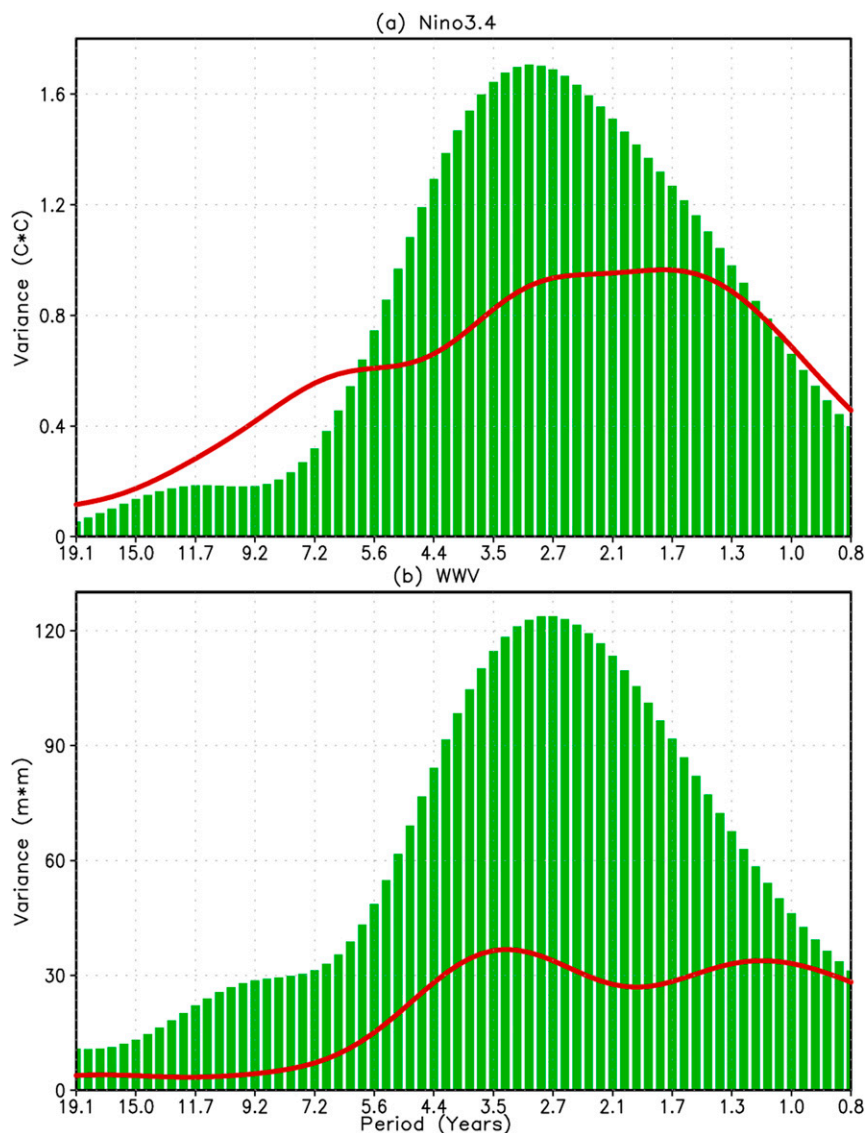 (a) Nino3.4
Variance (C*C)
1.6
1.2
0.8
0.4
0
19.1 15.0 11.7 9.2 7.2 5.6 4.4 3.5 2.7 2.1 1.7 1.3 1.0 0.8
(b) WWV
Variance (m*m)
120
90
60
30
0
19.1 15.0 11.7 9.2 7.2 5.6 4.4 3.5 2.7 2.1 1.7 1.3 1.0 0.8
Period (Years)